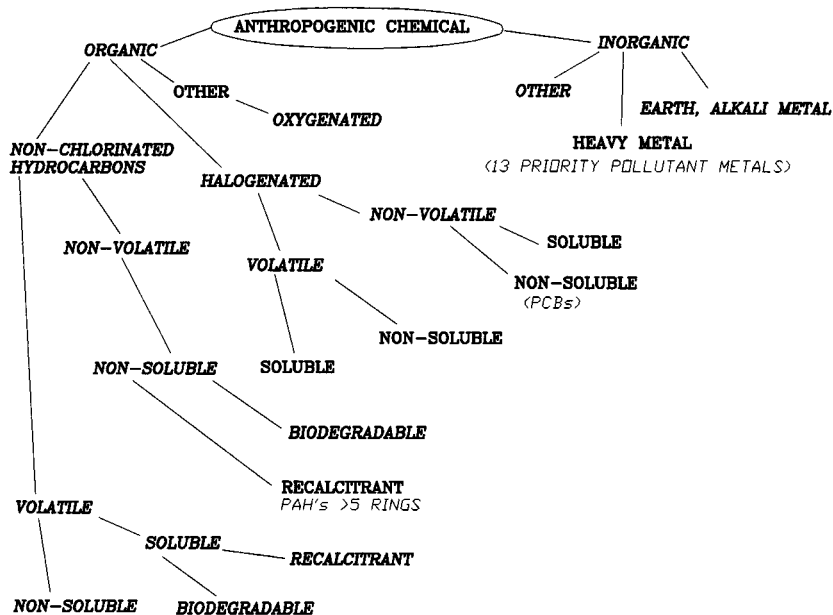 ANTHROPOGENIC CHEMICAL
ORGANIC
INORGANIC
OTHER
OTHER
EARTH, ALKALI METAL
OXYGENATED
HEAVY METAL
(13 PRIORITY POLLUTANT METALS)
NON-CHLORINATED
HYDROCARBONS
HALOGENATED
NON-VOLATILE
NON-VOLATILE
SOLUBLE
VOLATILE
NON-SOLUBLE
(PCBs)
NON-SOLUBLE
NON-SOLUBLE
SOLUBLE
BIODEGRADABLE
RECALCITRANT
PAH's >5 RINGS
VOLATILE
SOLUBLE
RECALCITRANT
NON-SOLUBLE
BIODEGRADABLE